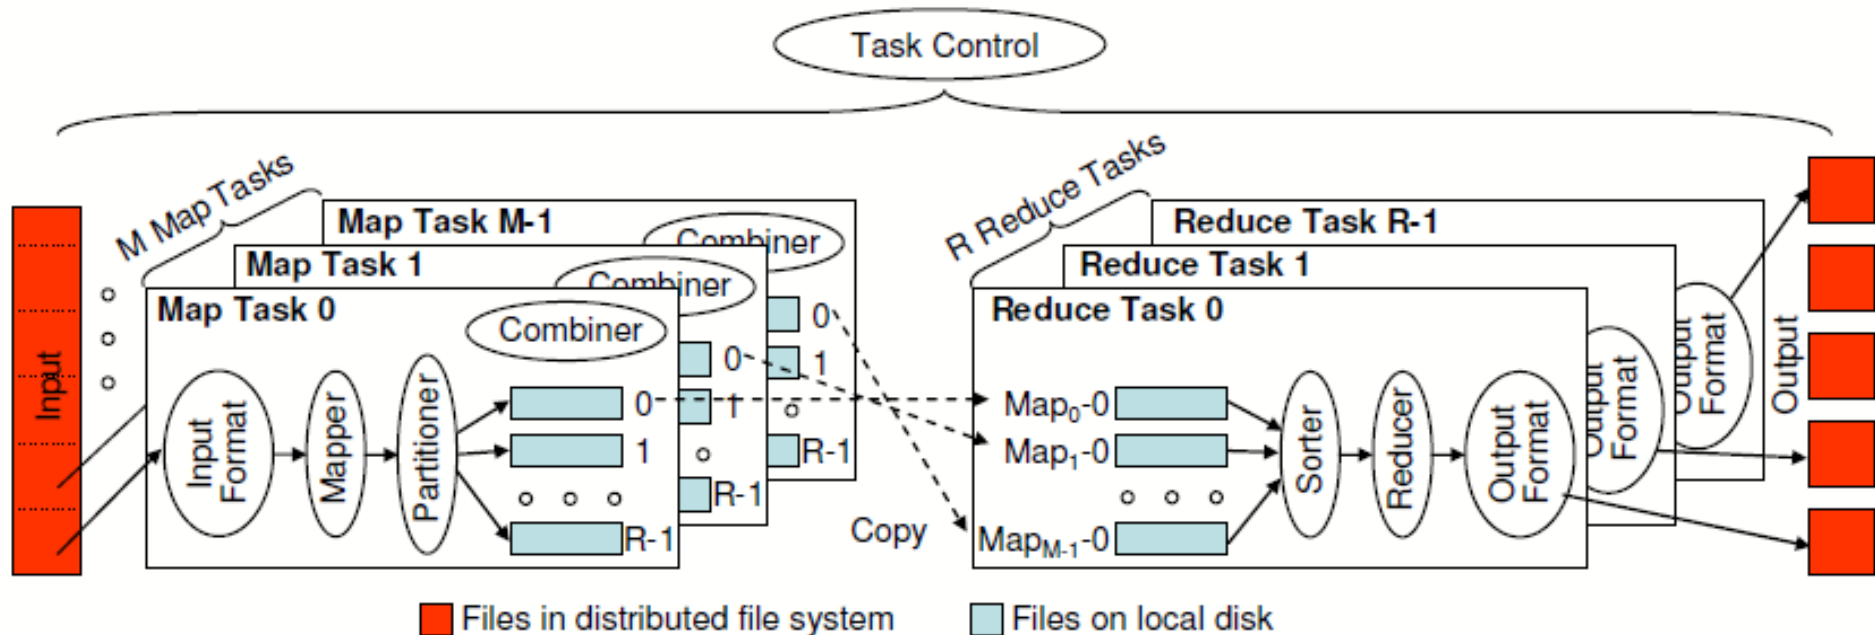 Task Control
M Map Tasks
Map Task M-1
Combiner
0
1
R-1
Map Task 1
Combiner
0
1
R-1
Map Task 0
Combiner
Input
Input
Format
Mapper
Partitioner
0
1
R-1
Copy
R Reduce Tasks
Reduce Task R-1
Output
Format
Reduce Task 1
Output
Format
Reduce Task 0
Map0-0
Map1-0
MapM-1-0
Sorter
Reducer
Output
Format
Output
Files in distributed file system
Files on local disk